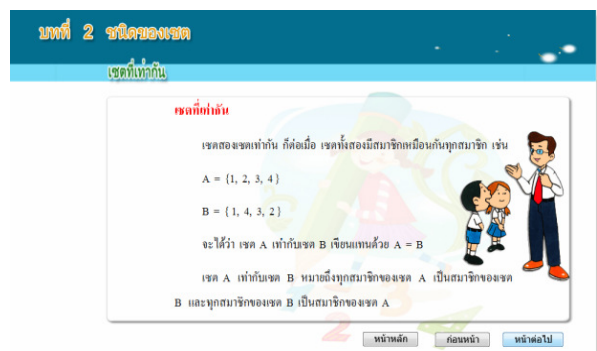 บทที่ 2 ชนิดของเซต
เซตที่เท่ากัน
เซตที่เท่ากัน
เซตสองเซตเท่ากัน ก็ต่อเมื่อ เซตทั้งสองมีสมาชิกเหมือนกันทุกสมาชิก เช่น
A = {1, 2, 3, 4 }
B = { 1, 4, 3, 2 }
จะได้ว่า เซต A เท่ากับเซต B เขียนแทนด้วย A = B
เซต A เท่ากับเซต B หมายถึงทุกสมาชิกของเซต A เป็นสมาชิกของเซต
B และทุกสมาชิกของเซต B เป็นสมาชิกของเซต A
หน้าหลัก ก่อนหน้า หน้าต่อไป